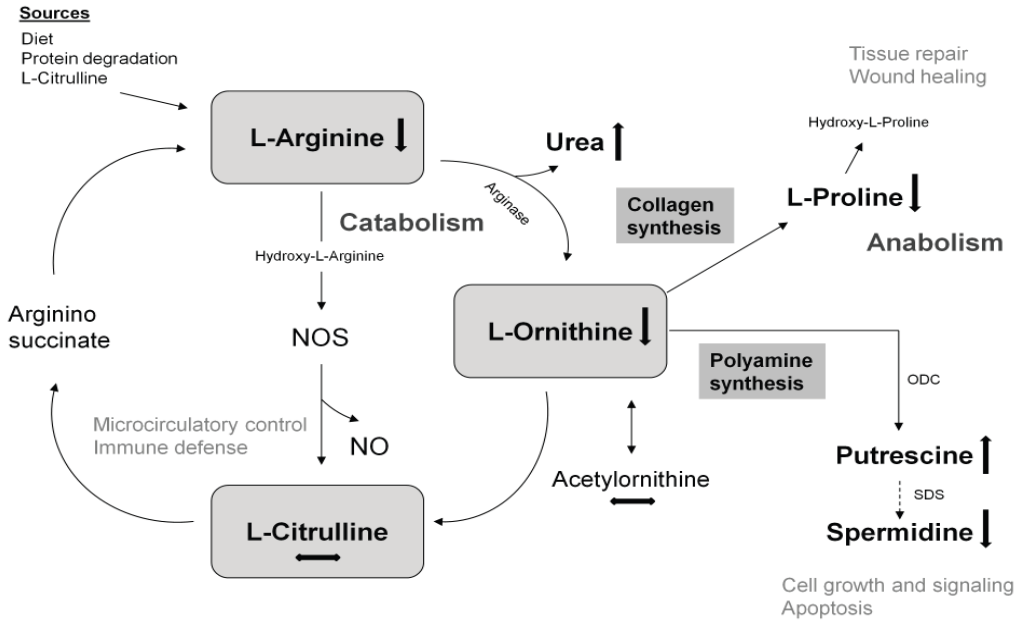 Sources
Diet
Protein degradation
L-Citrulline
Tissue repair
Wound healing
Hydroxy-L-Proline
L-Arginine
Urea
Arginase
Collagen
synthesis
L-Proline
Catabolism
Anabolism
Hydroxy-L-Arginine
Arginino
succinate
NOS
L-Ornithine
Polyamine
synthesis
ODC
Microcirculatory control
Immune defense
NO
Putrescine
Acetylornithine
SDS
L-Citrulline
Spermidine
Cell growth and signaling
Apoptosis